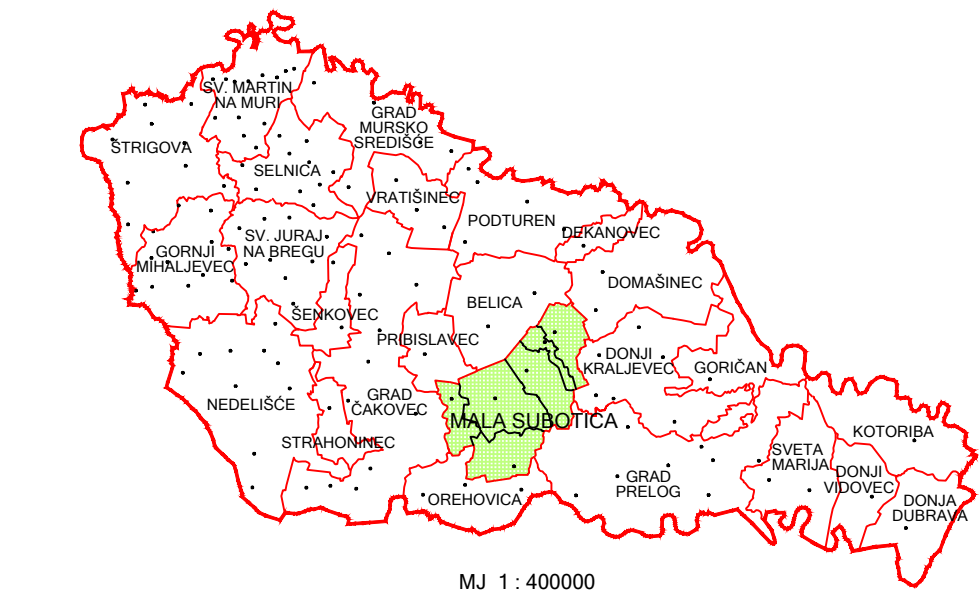 SV. MARTIN
NA MURI
GRAD
MURSKO
SREDIŠĆE
ŠTRIGOVA
SELNICA
VRATIŠINEC
PODTUREN
DEKANOVEC
SV. JURAJ
NA BREGU
GORNJI
MIHALJEVEC
DOMAŠINEC
BELICA
ŠENKOVEC
PRIBISLAVEC
DONJI
KRALJEVEC
GORIČAN
NEDELIŠĆE
GRAD
ČAKOVEC
MALA SUBOTICA
STRAHONINEC
KOTORIBA
SVETA
MARIJA
DONJI
VIDOVEC
GRAD
PRELOG
OREHOVICA
DONJA
DUBRAVA
MJ 1 : 400000